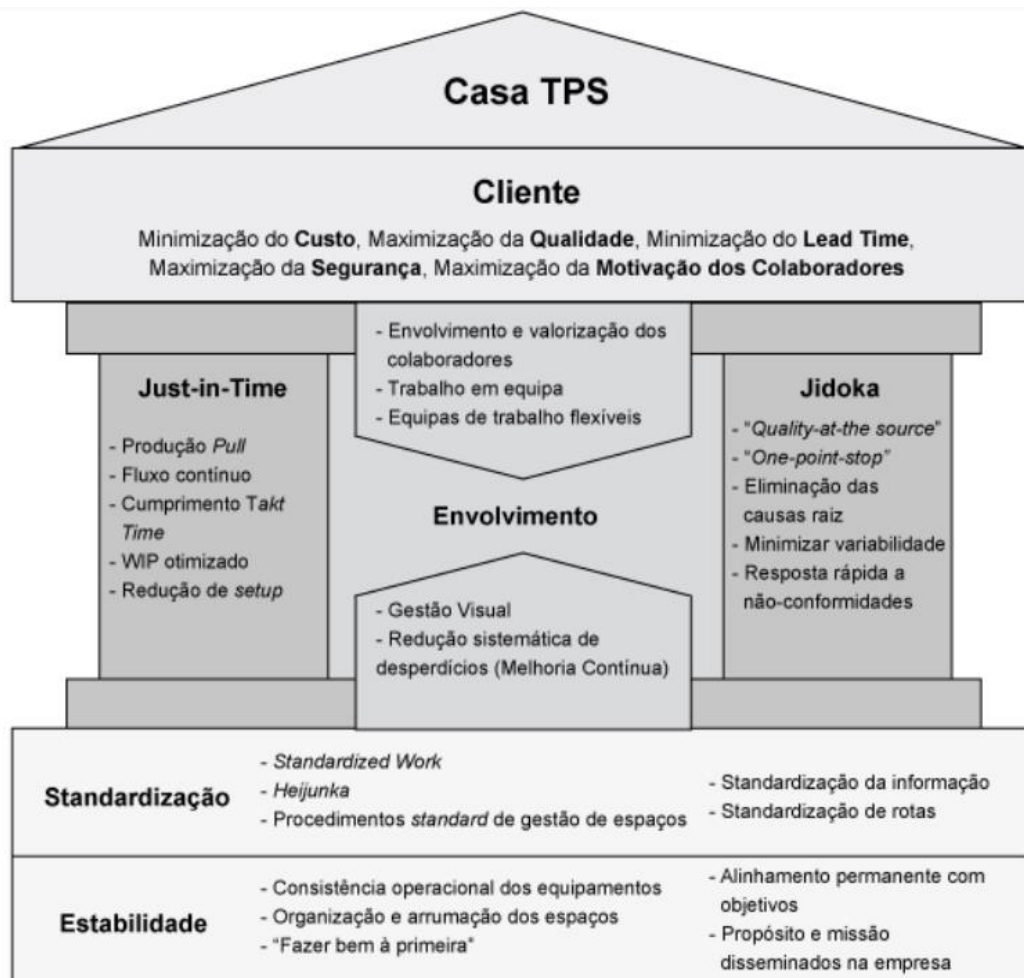 Casa TPS
Cliente
Minimização do Custo, Maximização da Qualidade, Minimização do Lead Time,
Maximização da Segurança, Maximização da Motivação dos Colaboradores
Just-in-Time
- Produção Pull
- Fluxo contínuo
- Cumprimento Takt
Time
- WIP otimizado
- Redução de setup
- Envolvimento e valorização dos
colaboradores
- Trabalho em equipa
- Equipas de trabalho flexíveis
Envolvimento
- Gestão Visual
- Redução sistemática de
desperdícios (Melhoria Contínua)
Jidoka
- "Quality-at-the source"
- "One-point-stop"
- Eliminação das
causas raiz
- Minimizar variabilidade
- Resposta rápida a
não-conformidades
Standardização
- Standardized Work
- Heijunka
- Procedimentos standard de gestão de espaços
- Standardização da informação
- Standardização de rotas
Estabilidade
- Consistência operacional dos equipamentos
- Organização e arrumação dos espaços
- "Fazer bem à primeira"
- Alinhamento permanente com
objetivos
- Propósito e missão
disseminados na empresa